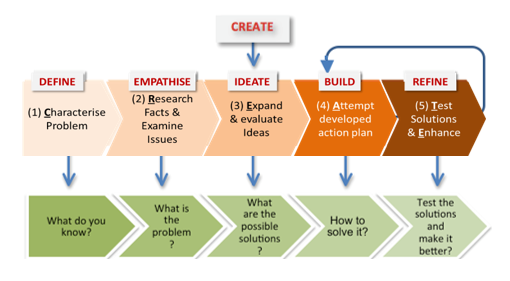 CREATE
DEFINE
EMPATHISE
IDEATE
BUILD
REFINE
(1) Characterise
Problem
(2) Research
Facts &
Examine
Issues
(3) Expand
& evaluate
Ideas
(4) Attempt
developed
action plan
(5) Test
Solutions
& Enhance
What do you
know?
What is
the
problem
?
What
are the
possible
solutions
?
How to
solve it?
Test the
solutions
and
make it
better?